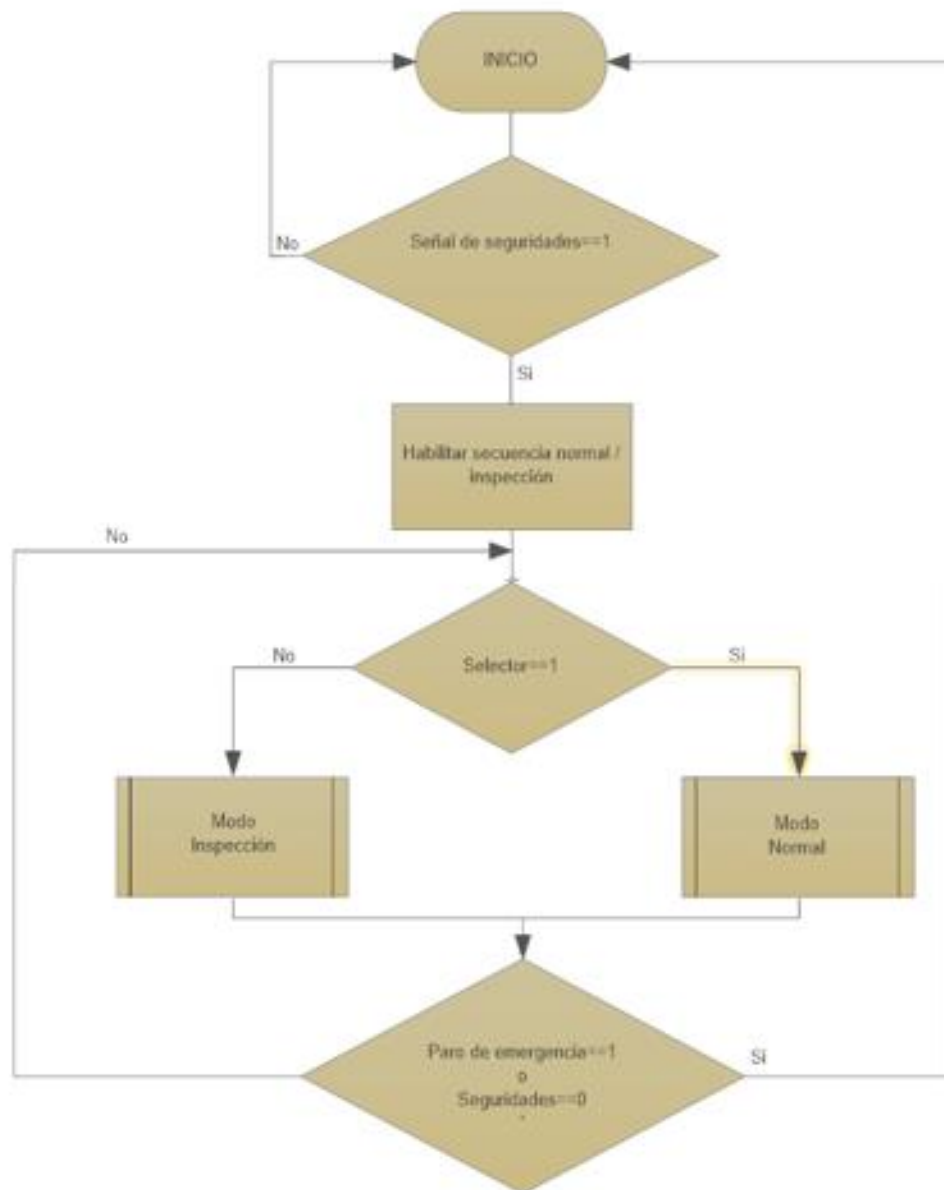 INICIO
No
Señal de seguridades==1
Si
Habilitar secuencia normal /
inspección
No
No
Selector==1
Si
Modo
Inspección
Modo
Normal
Paro de emergencia==1
o
Seguridades==0
Si